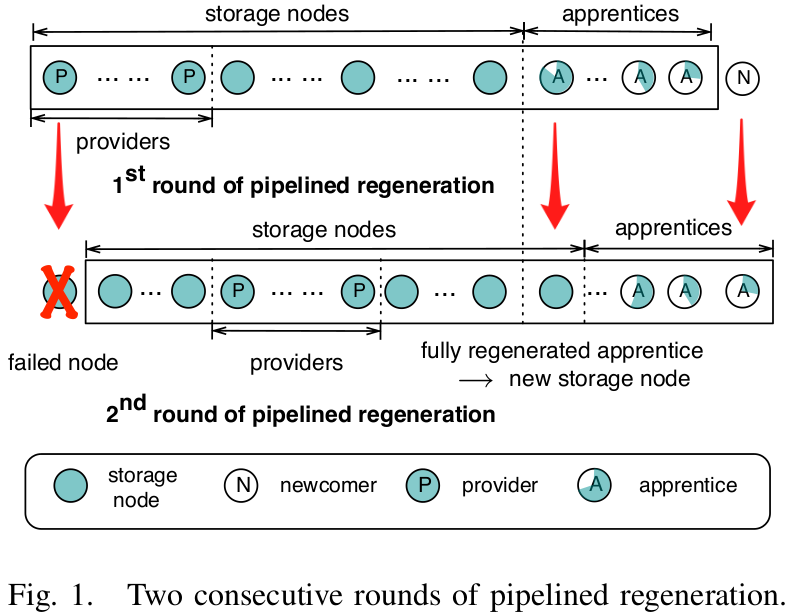 storage nodes apprentices
P ... ... P ... ... ... ... A ... A A N
providers
1st round of pipelined regeneration
storage nodes apprentices
... P ... ... P ... ... A A A
failed node providers fully regenerated apprentice
→ new storage node
2nd round of pipelined regeneration
storage node N newcomer P provider A apprentice
Fig. 1. Two consecutive rounds of pipelined regeneration.